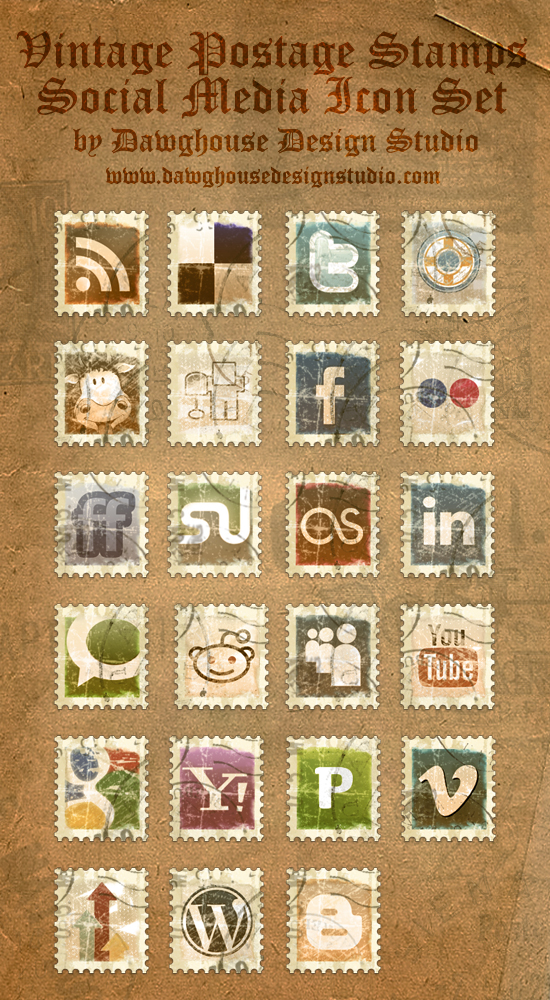 Vintage Postage Stamps
Social Media Icon Set
by Dawghouse Design Studio
www.dawghousedesignstudio.com
t
f
ff
su
as
in
You
Tube
Y!
P
v
W
B